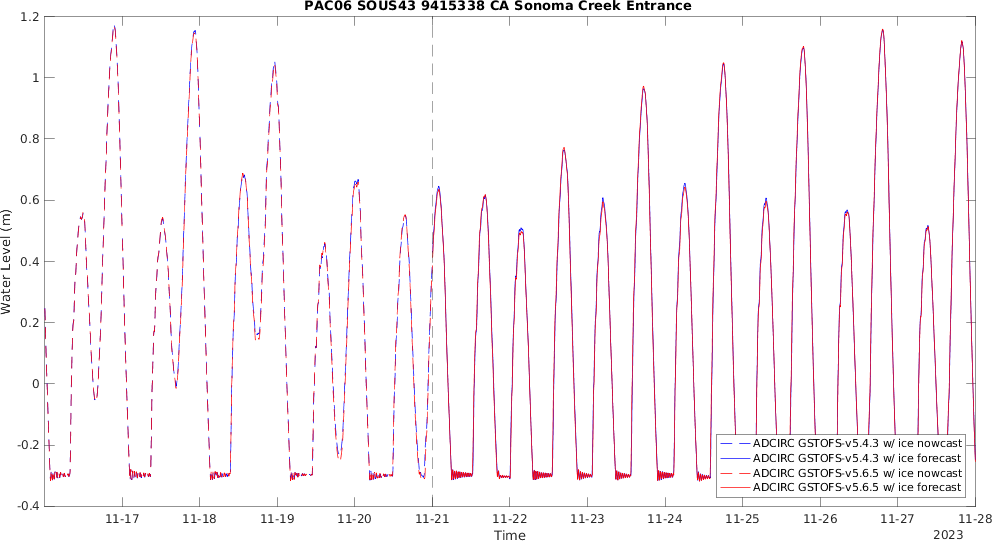 PAC06 SOUS43 9415338 CA Sonoma Creek Entrance
Water Level (m)
1.2
1
0.8
0.6
0.4
0.2
0
-0.2
-0.4
ADCIRC GSTOFS-v5.4.3 w/ ice nowcast
ADCIRC GSTOFS-v5.4.3 w/ ice forecast
ADCIRC GSTOFS-v5.6.5 w/ ice nowcast
ADCIRC GSTOFS-v5.6.5 w/ ice forecast
11-17 11-18 11-19 11-20 11-21 11-22 11-23 11-24 11-25 11-26 11-27 11-28
Time
2023